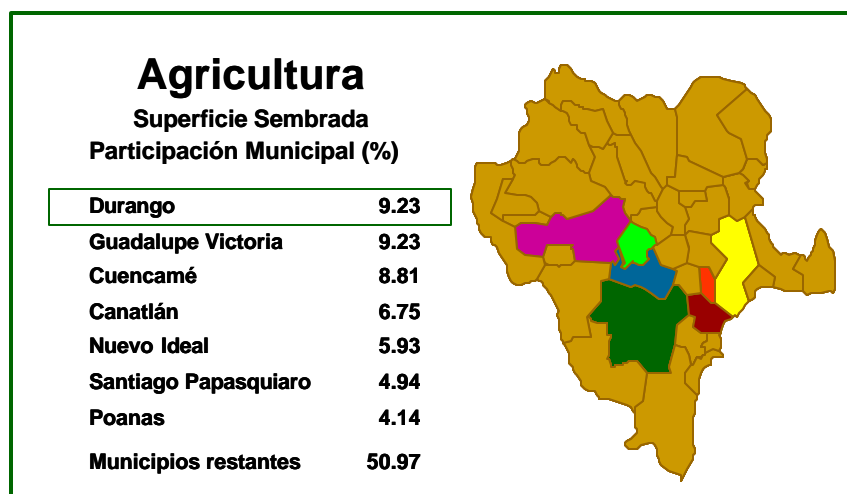 Agricultura
Superficie Sembrada
Participación Municipal (%)
Durango 9.23
Guadalupe Victoria 9.23
Cuencamé 8.81
Canatlán 6.75
Nuevo Ideal 5.93
Santiago Papasquiaro 4.94
Poanas 4.14
Municipios restantes 50.97